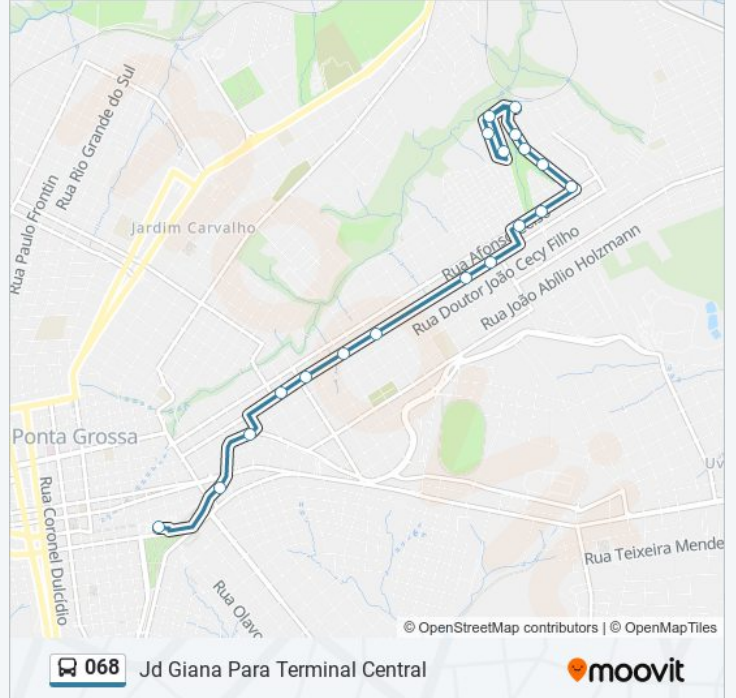 Rua Rio Grande do Sul
Rua Paulo Frontin
Jardim Carvalho
Rua Afonso Celso
Rua Doutor João Cecy Filho
Rua João Abílio Holzmann
Ponta Grossa
Uv
Rua Coronel Dulcídio
Rua Teixeira Mende
Rua Olavo
© OpenStreetMap contributors | © OpenMapTiles
068 Jd Giana Para Terminal Central
moovit